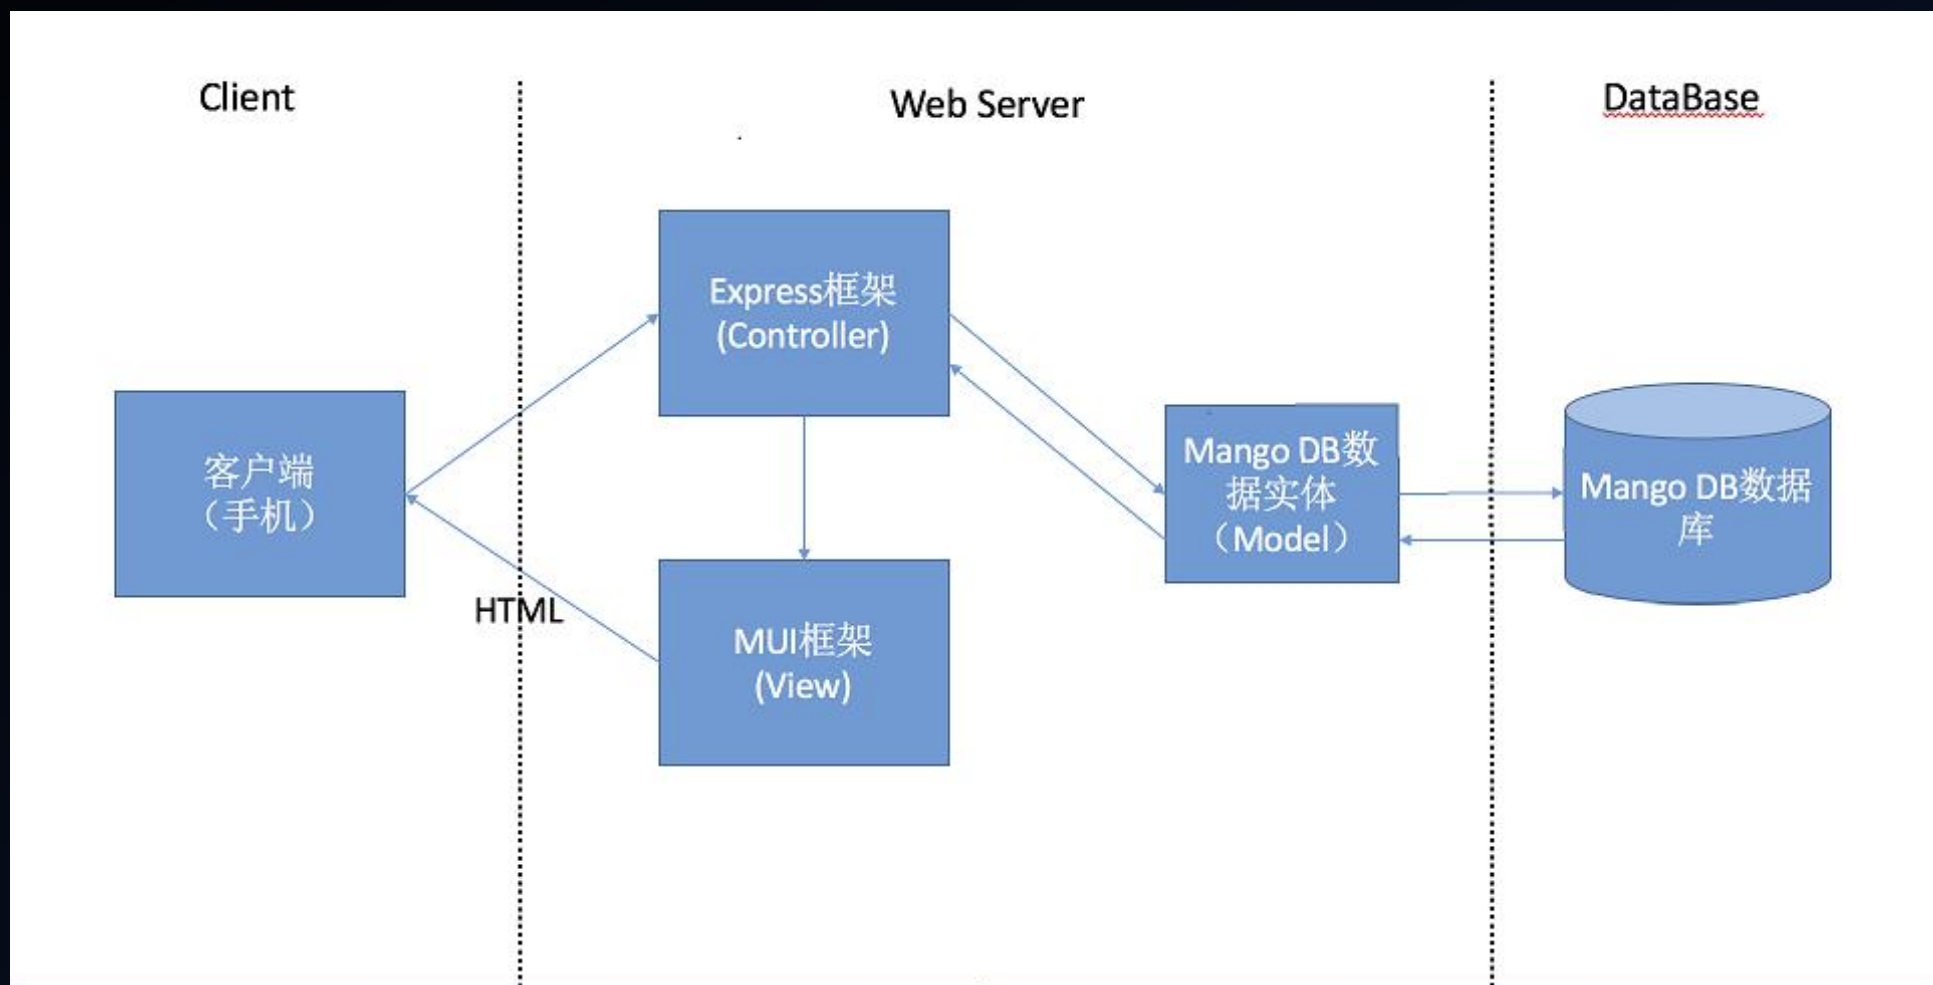 Client
Web Server
DataBase
Express框架
(Controller)
客户端
（手机）
Mango DB数
据实体
（Model）
Mango DB数据
库
HTML
MUI框架
(View)